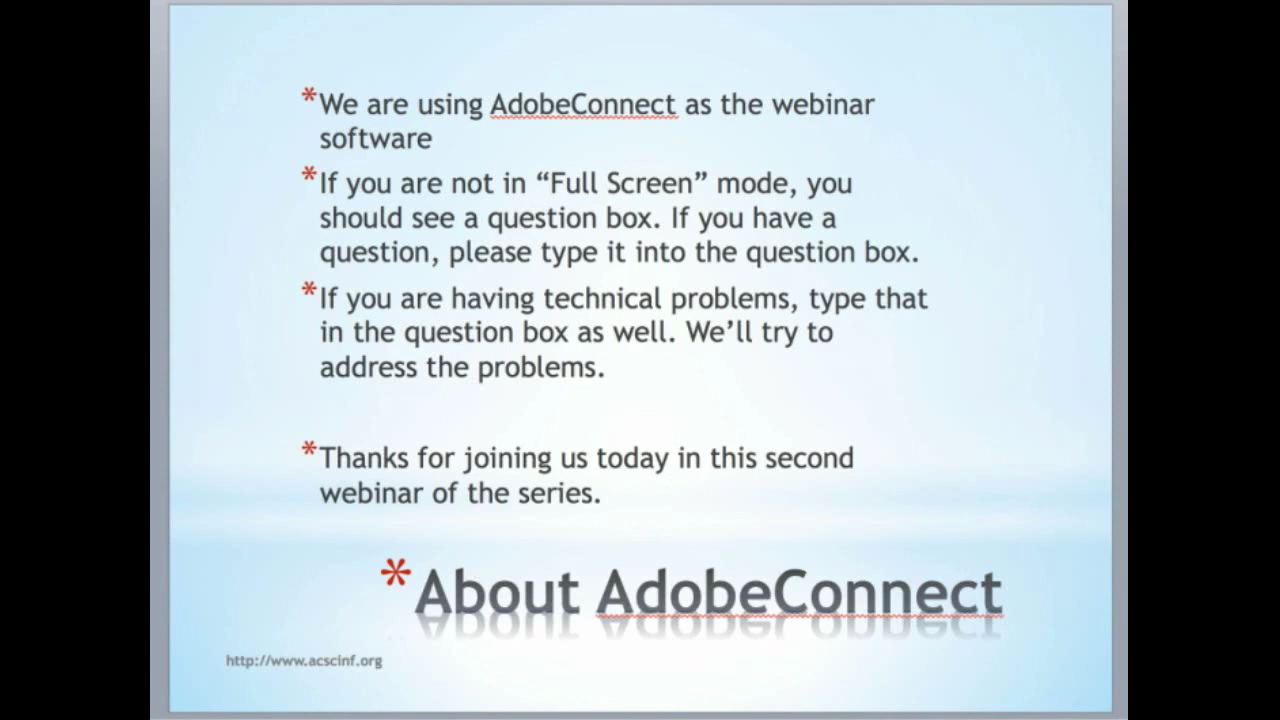 *We are using AdobeConnect as the webinar
software
*If you are not in “Full Screen” mode, you
should see a question box. If you have a
question, please type it into the question box.
*If you are having technical problems, type that
in the question box as well. We’ll try to
address the problems.
*Thanks for joining us today in this second
webinar of the series.
*About AdobeConnect
http://www.acscinf.org